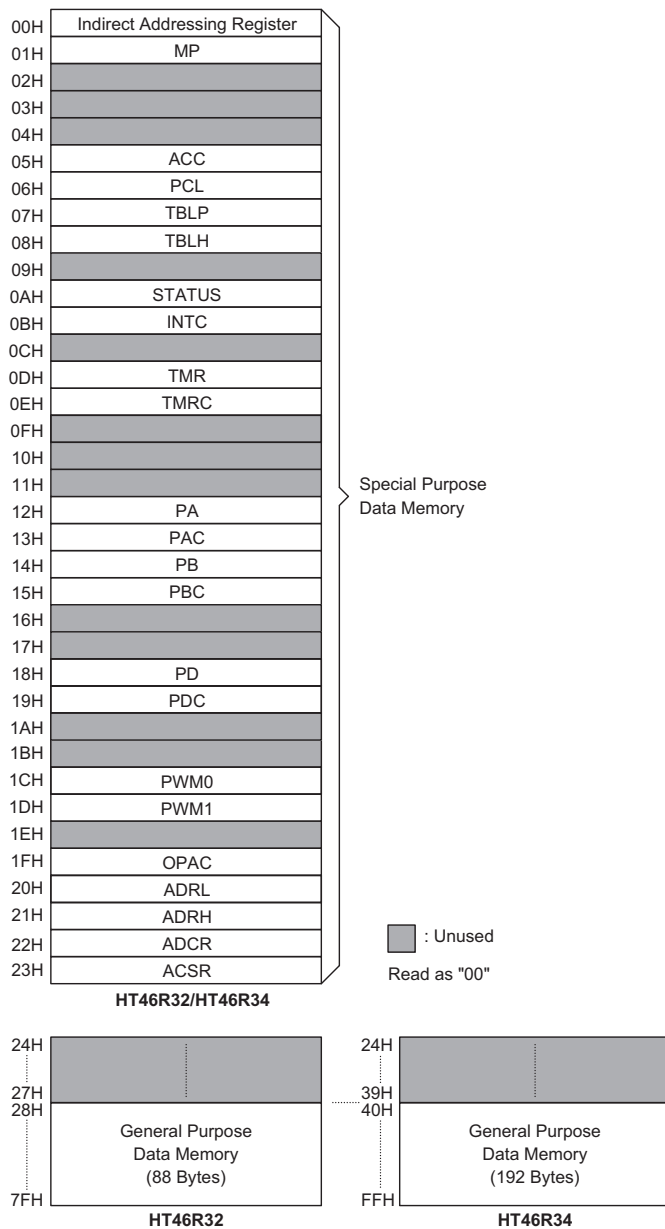 00H Indirect Addressing Register
01H MP
02H
03H
04H
05H ACC
06H PCL
07H TBLP
08H TBLH
09H
0AH STATUS
0BH INTC
0CH
0DH TMR
0EH TMRC
0FH
10H
11H
Special Purpose
Data Memory
12H PA
13H PAC
14H PB
15H PBC
16H
17H
18H PD
19H PDC
1AH
1BH
1CH PWM0
1DH PWM1
1EH
1FH OPAC
20H ADRL
21H ADRH
22H ADCR
23H ACSR
: Unused
Read as "00"
HT46R32/HT46R34
24H
27H
28H
General Purpose
Data Memory
(88 Bytes)
7FH
HT46R32
24H
39H
40H
General Purpose
Data Memory
(192 Bytes)
FFH
HT46R34